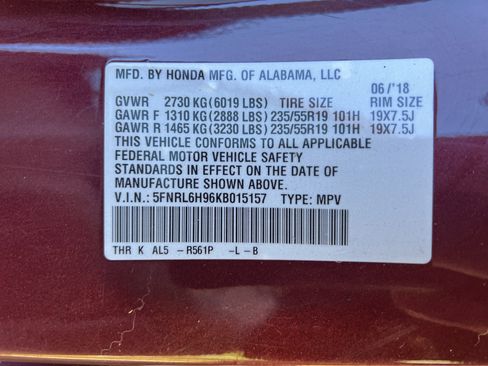 MFD. BY HONDA MFG. OF ALABAMA, LLC
06/'18
GVWR 2730 KG(6019 LBS) TIRE SIZE RIM SIZE
GAWR F 1310 KG(2888 LBS)235/55R19 101H 19X7.5J
GAWR R 1465 KG(3230 LBS)235/55R19 101H 19X7.5J
THIS VEHICLE CONFORMS TO ALL APPLICABLE
FEDERAL MOTOR VEHICLE SAFETY
STANDARDS IN EFFECT ON THE DATE OF
MANUFACTURE SHOWN ABOVE.
V.I.N.: 5FNRL6H96KB015157 TYPE: MPV
THR K AL5 -R561P -L-B